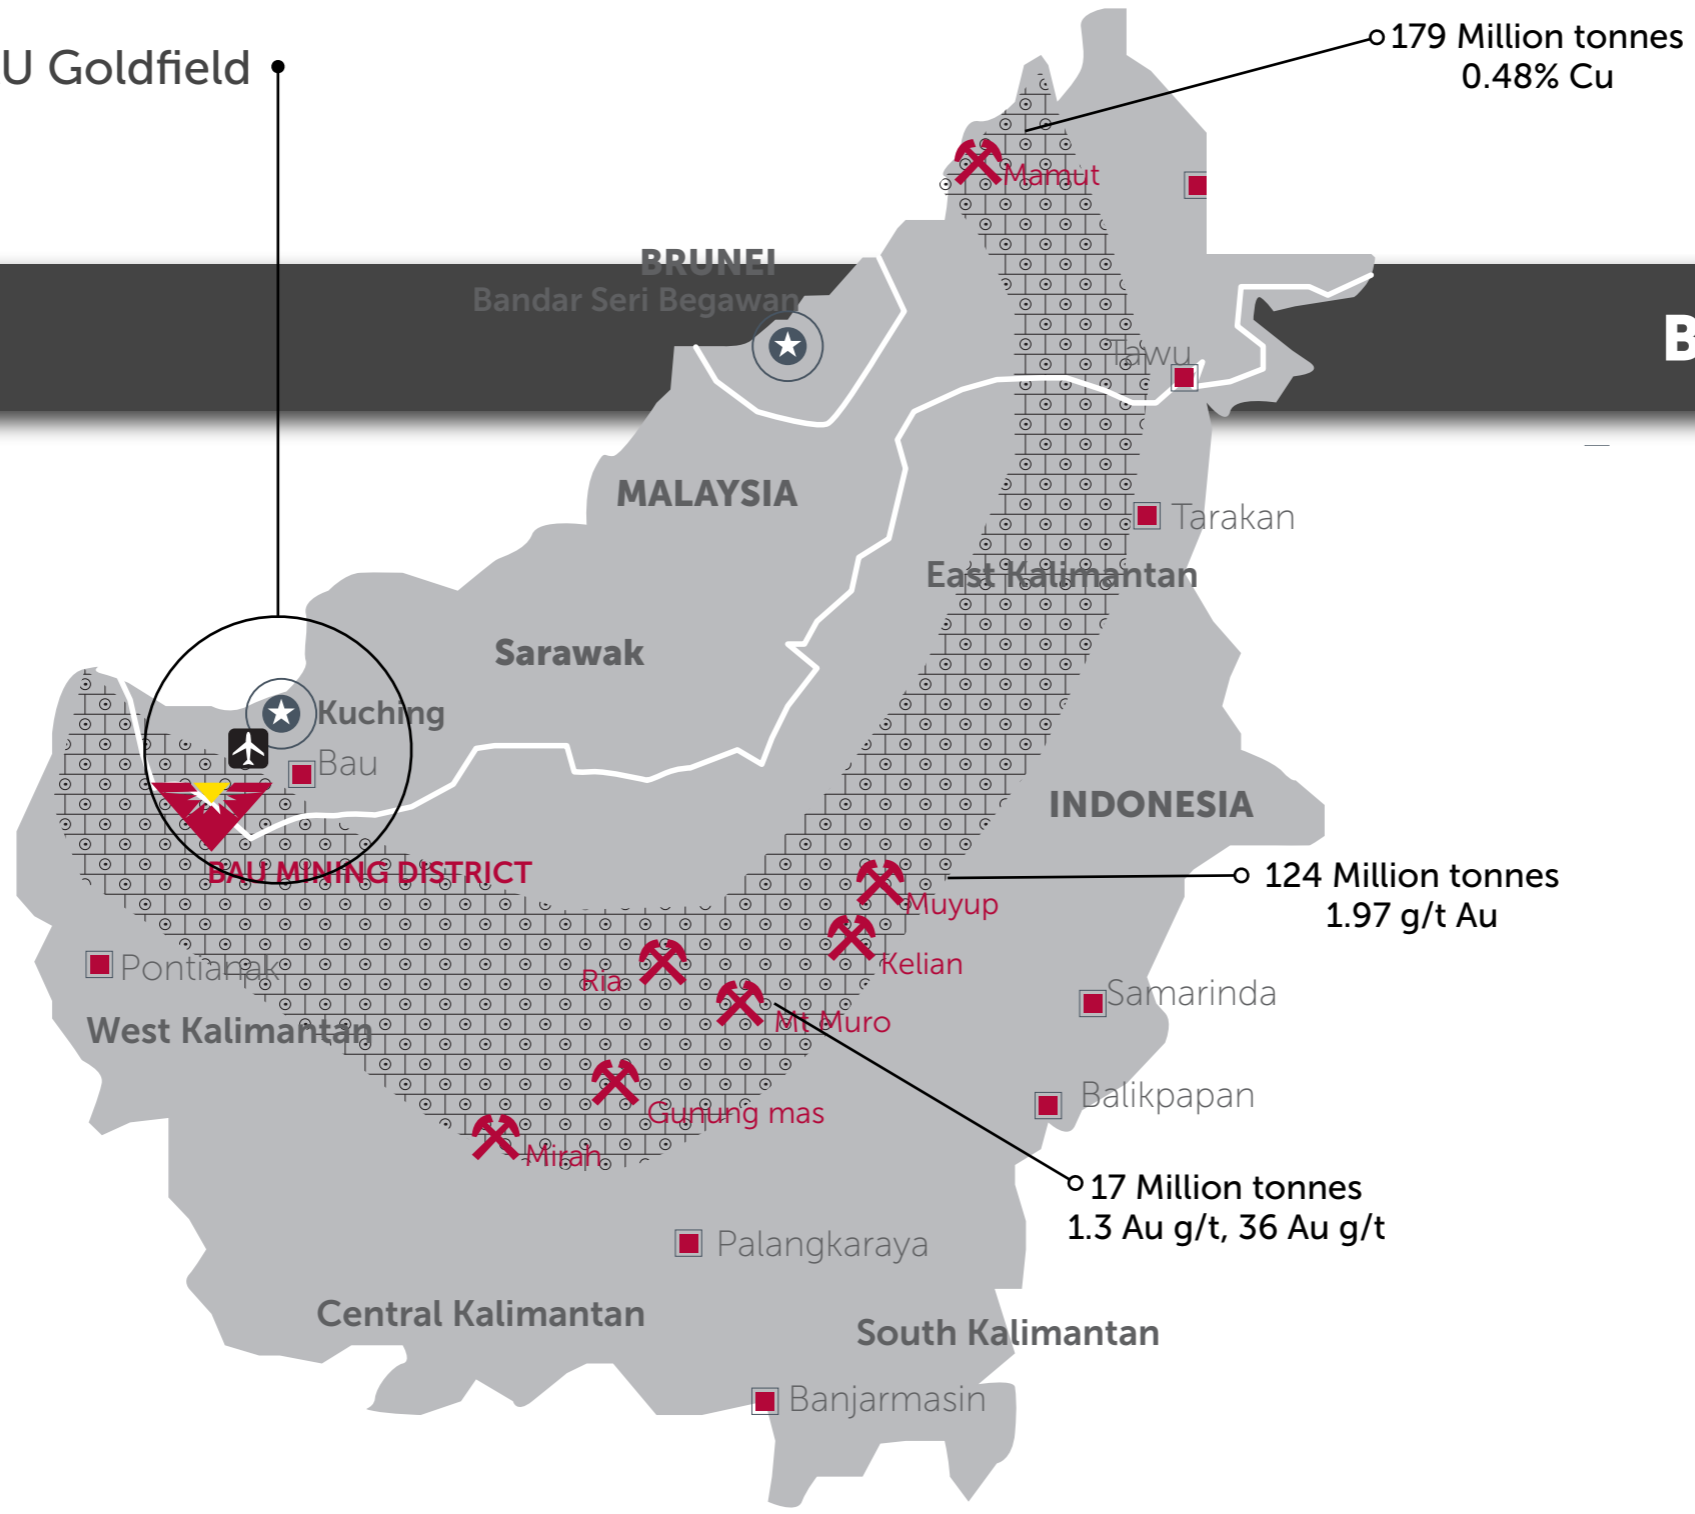 U Goldfield
179 Million tonnes
0.48% Cu
Mamut
BRUNEI
Bandar Seri Begawan
B
Tawu
MALAYSIA
Tarakan
East Kalimantan
Sarawak
Kuching
Bau
INDONESIA
BAU MINING DISTRICT
124 Million tonnes
1.97 g/t Au
Muyup
Kelian
Pontianak
Ria
Samarinda
Mt Muro
West Kalimantan
Balikpapan
Gunung mas
Mirah
17 Million tonnes
1.3 Au g/t, 36 Au g/t
Palangkaraya
Central Kalimantan
South Kalimantan
Banjarmasin